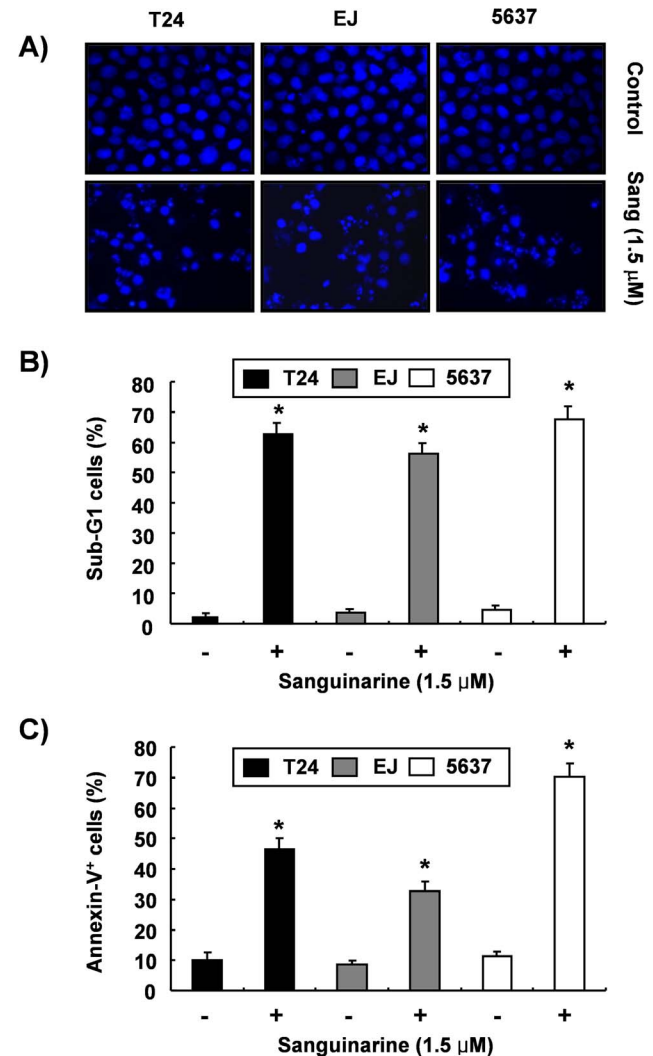 T24 EJ 5637
A)
Control
Sang (1.5 µM)
B)
T24 EJ 5637
Sub-G1 cells (%)
80
70
60
50
40
30
20
10
0
* * *
- + - + - +
Sanguinarine (1.5 µM)
C)
T24 EJ 5637
Annexin-V⁺ cells (%)
80
70
60
50
40
30
20
10
0
* * *
- + - + - +
Sanguinarine (1.5 µM)